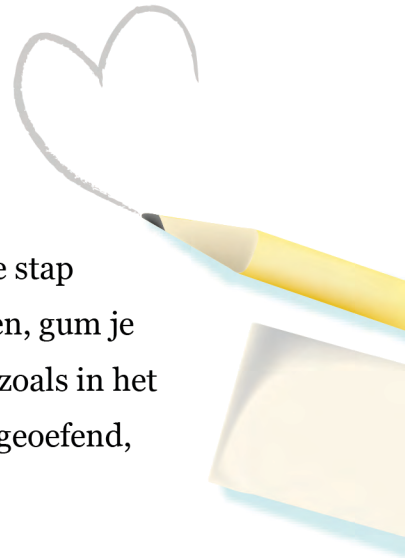 e stap
en, gum je
zoals in het
geoefend,